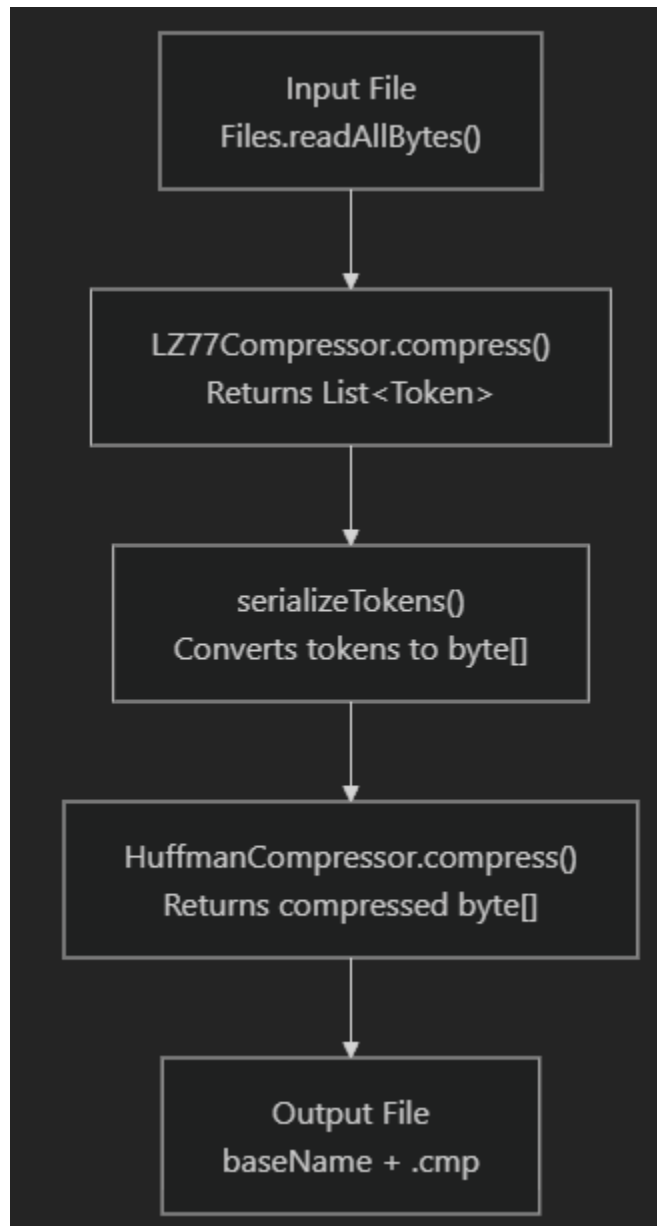 Input File
Files.readAllBytes()
LZ77Compressor.compress()
Returns List<Token>
serializeTokens()
Converts tokens to byte[]
HuffmanCompressor.compress()
Returns compressed byte[]
Output File
baseName + .cmp